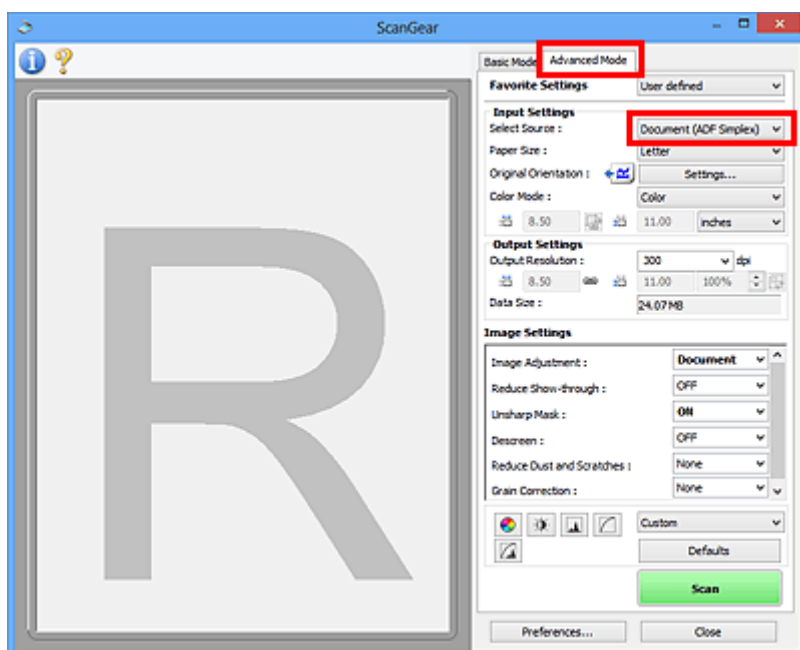 ScanGear
Basic Mode Advanced Mode
Favorite Settings User defined
Input Settings
Select Source : Document (ADF Simplex)
Paper Size : Letter
Original Orientation : Settings...
Color Mode : Color
8.50 11.00 inches
Output Settings
Output Resolution : 300 dpi
8.50 11.00 100%
Data Size : 24.07MB
Image Settings
Image Adjustment : Document
Reduce Show-through : OFF
Unsharp Mask : ON
Descreen : OFF
Reduce Dust and Scratches : None
Grain Correction : None
Custom
Defaults
Scan
Preferences... Close
R